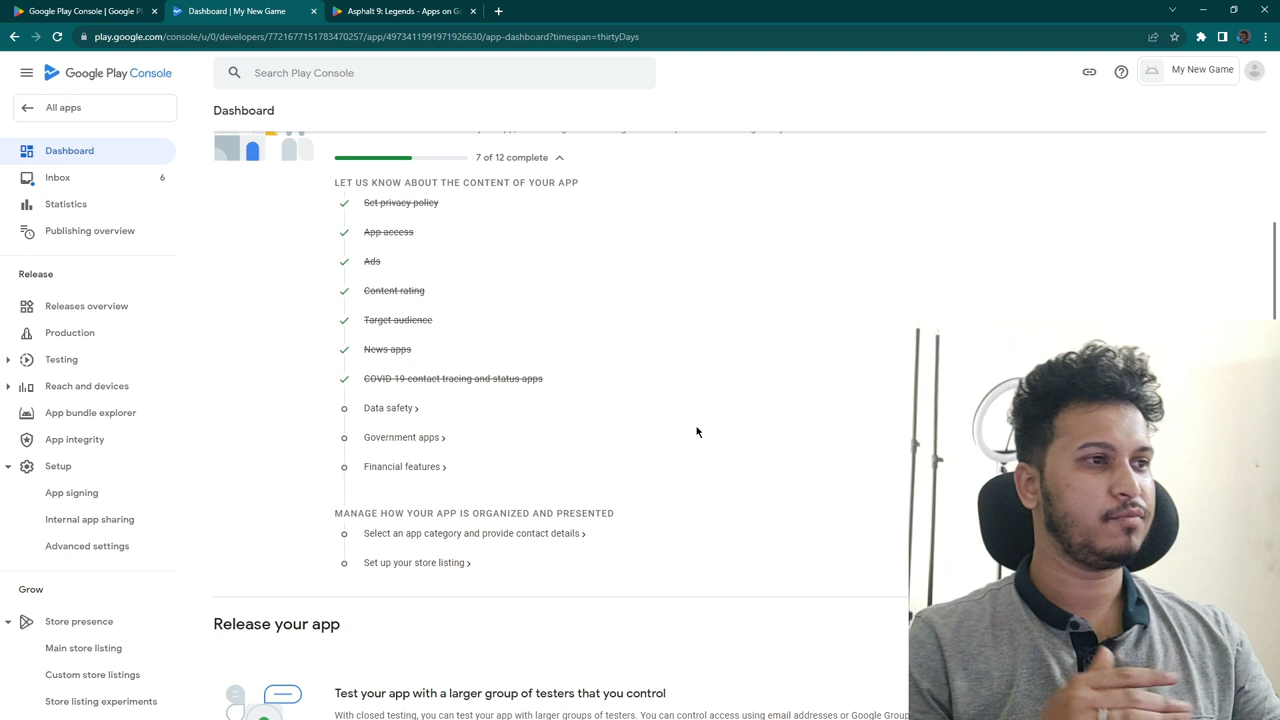 Google Play Console | Google Pl
Dashboard | My New Game
Asphalt 9: Legends - Apps on G
play.google.com/console/u/0/developers/7721677151783470257/app/4973411991971926630/app-dashboard?timespan=thirtyDays
Google Play Console
Search Play Console
My New Game
All apps
Dashboard
Dashboard
Inbox 6
Statistics
Publishing overview
Release
Releases overview
Production
Testing
Reach and devices
App bundle explorer
App integrity
Setup
App signing
Internal app sharing
Advanced settings
Grow
Store presence
Main store listing
Custom store listings
Store listing experiments
7 of 12 complete
LET US KNOW ABOUT THE CONTENT OF YOUR APP
Set privacy policy
App access
Ads
Content rating
Target audience
News apps
COVID-19 contact tracing and status apps
Data safety
Government apps
Financial features
MANAGE HOW YOUR APP IS ORGANIZED AND PRESENTED
Select an app category and provide contact details
Set up your store listing
Release your app
Test your app with a larger group of testers that you control
With closed testing, you can test your app with larger groups of testers. You can control access using email addresses or Google Group